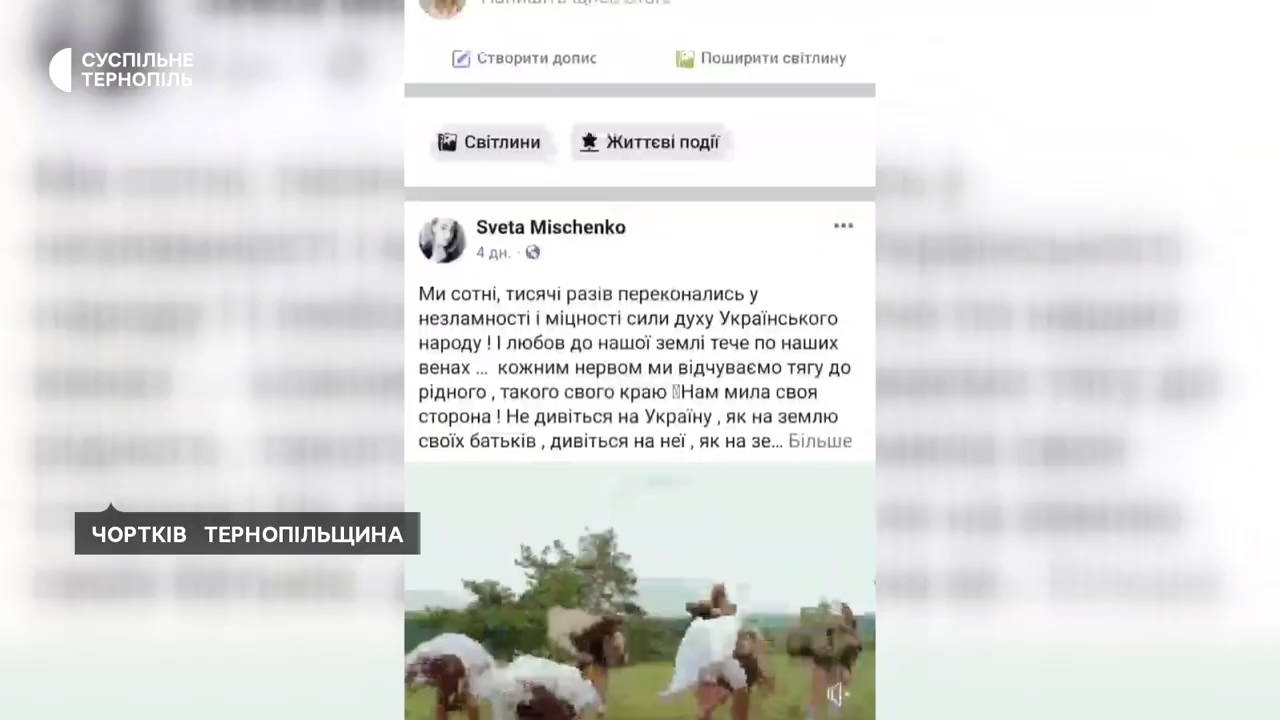 СУСПІЛЬНЕ
ТЕРНОПІЛЬ
Створити допис
Поширити світлину
Світлини
Життєві події
Sveta Mischenko
4 дн. ·
Ми сотні, тисячі разів переконались у
незламності і міцності сили духу Українського
народу ! І любов до нашої землі тече по наших
венах ... кожним нервом ми відчуваємо тягу до
рідного , такого свого краю Нам мила своя
сторона ! Не дивіться на Україну , як на землю
своїх батьків , дивіться на неї , як на зе... Більше
ЧОРТКІВ ТЕРНОПІЛЬЩИНА